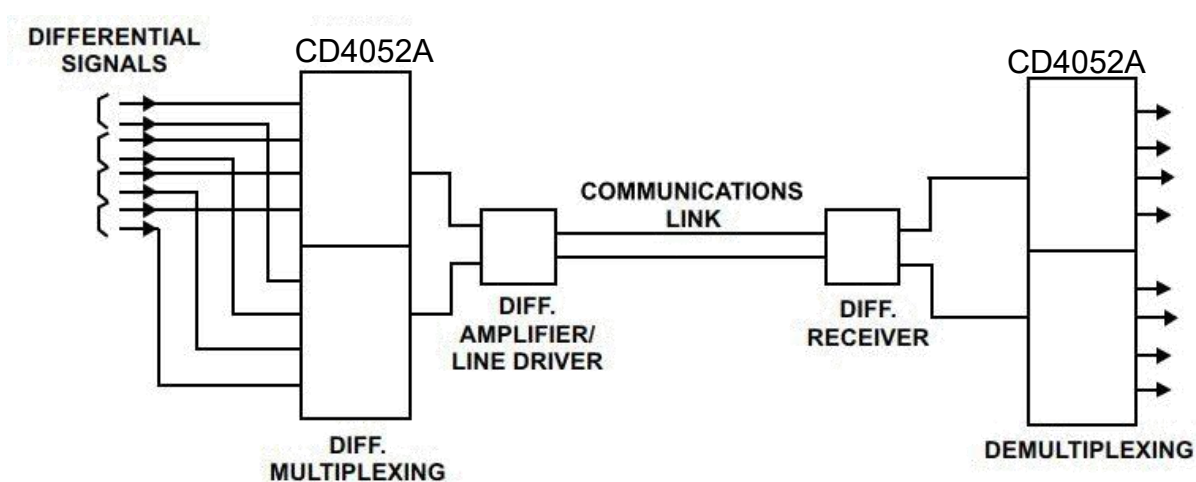 DIFFERENTIAL
SIGNALS
CD4052A
CD4052A
COMMUNICATIONS
LINK
DIFF.
AMPLIFIER/
LINE DRIVER
DIFF.
RECEIVER
DIFF.
MULTIPLEXING
DEMULTIPLEXING